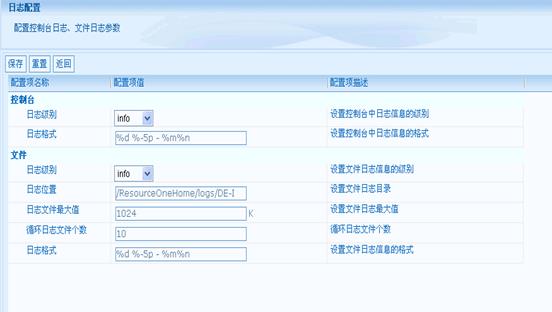 日志配置
配置控制台日志、文件日志参数
保存 重置 返回
配置项名称 配置项值 配置项描述
控制台
日志级别 info 设置控制台中日志信息的级别
日志格式 %d %-5p - %m%n 设置控制台中日志信息的格式
文件
日志级别 info 设置文件日志信息的级别
日志位置 /ResourceOneHome/logs/DE-I 设置文件日志目录
日志文件最大值 1024 K 设置文件日志最大值
循环日志文件个数 10 循环日志文件个数
日志格式 %d %-5p - %m%n 设置文件日志信息的格式